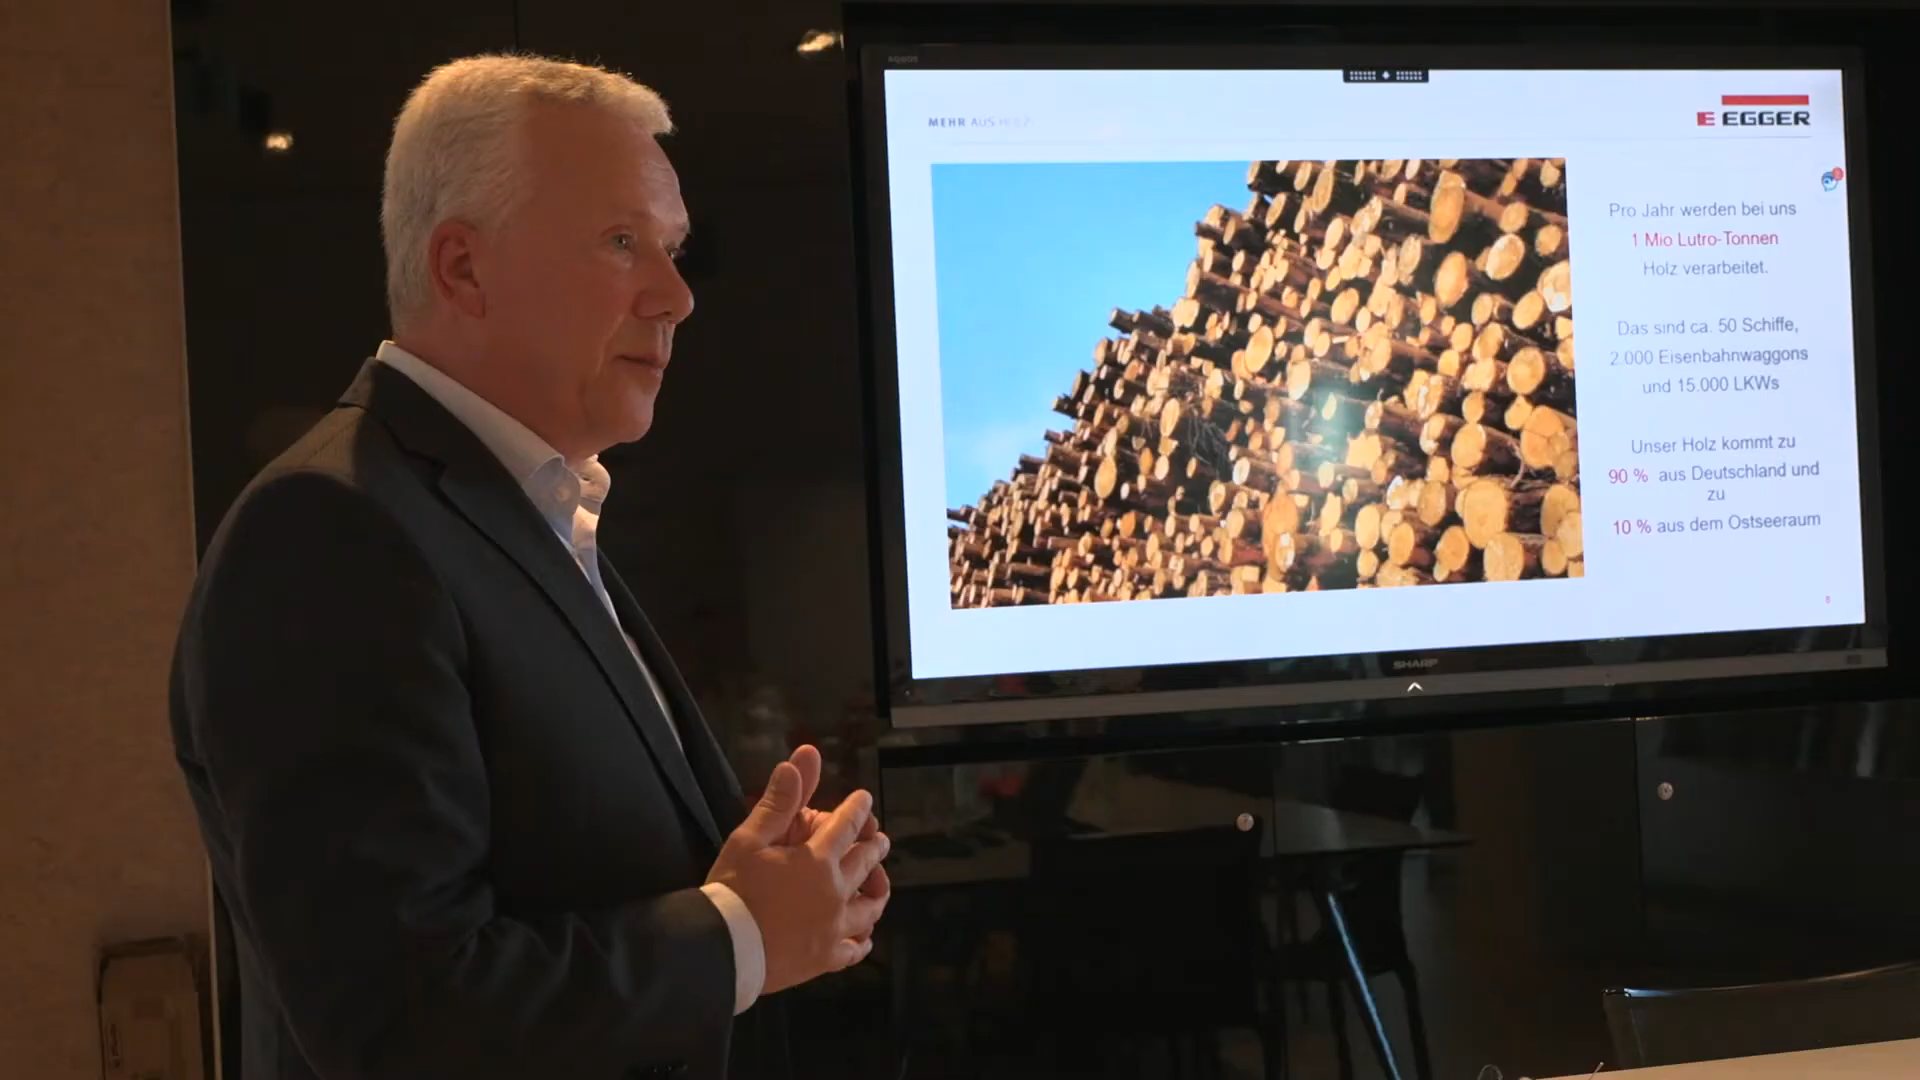 AQUOS
MEHR AUS HOLZ.
E EGGER
Pro Jahr werden bei uns
1 Mio Lutro-Tonnen
Holz verarbeitet.
Das sind ca. 50 Schiffe,
2.000 Eisenbahnwaggons
und 15.000 LKWs
Unser Holz kommt zu
90 % aus Deutschland und
zu
10 % aus dem Ostseeraum
SHARP